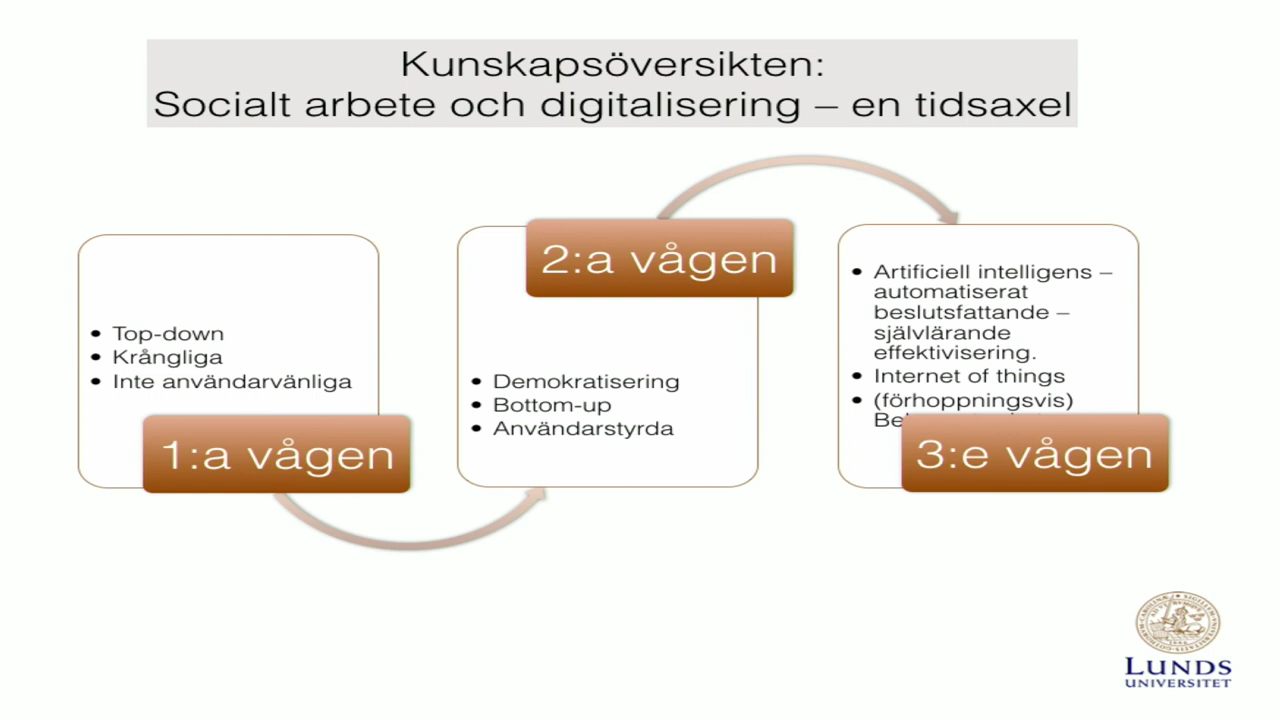 Kunskapsöversikten:
Socialt arbete och digitalisering – en tidsaxel
• Top-down
• Krångliga
• Inte användarvänliga
1:a vågen
2:a vågen
• Demokratisering
• Bottom-up
• Användarstyrda
• Artificiell intelligens –
automatiserat
beslutsfattande –
självlärande
effektivisering.
• Internet of things
• (förhoppningsvis)
3:e vågen
LUNDS
UNIVERSITET